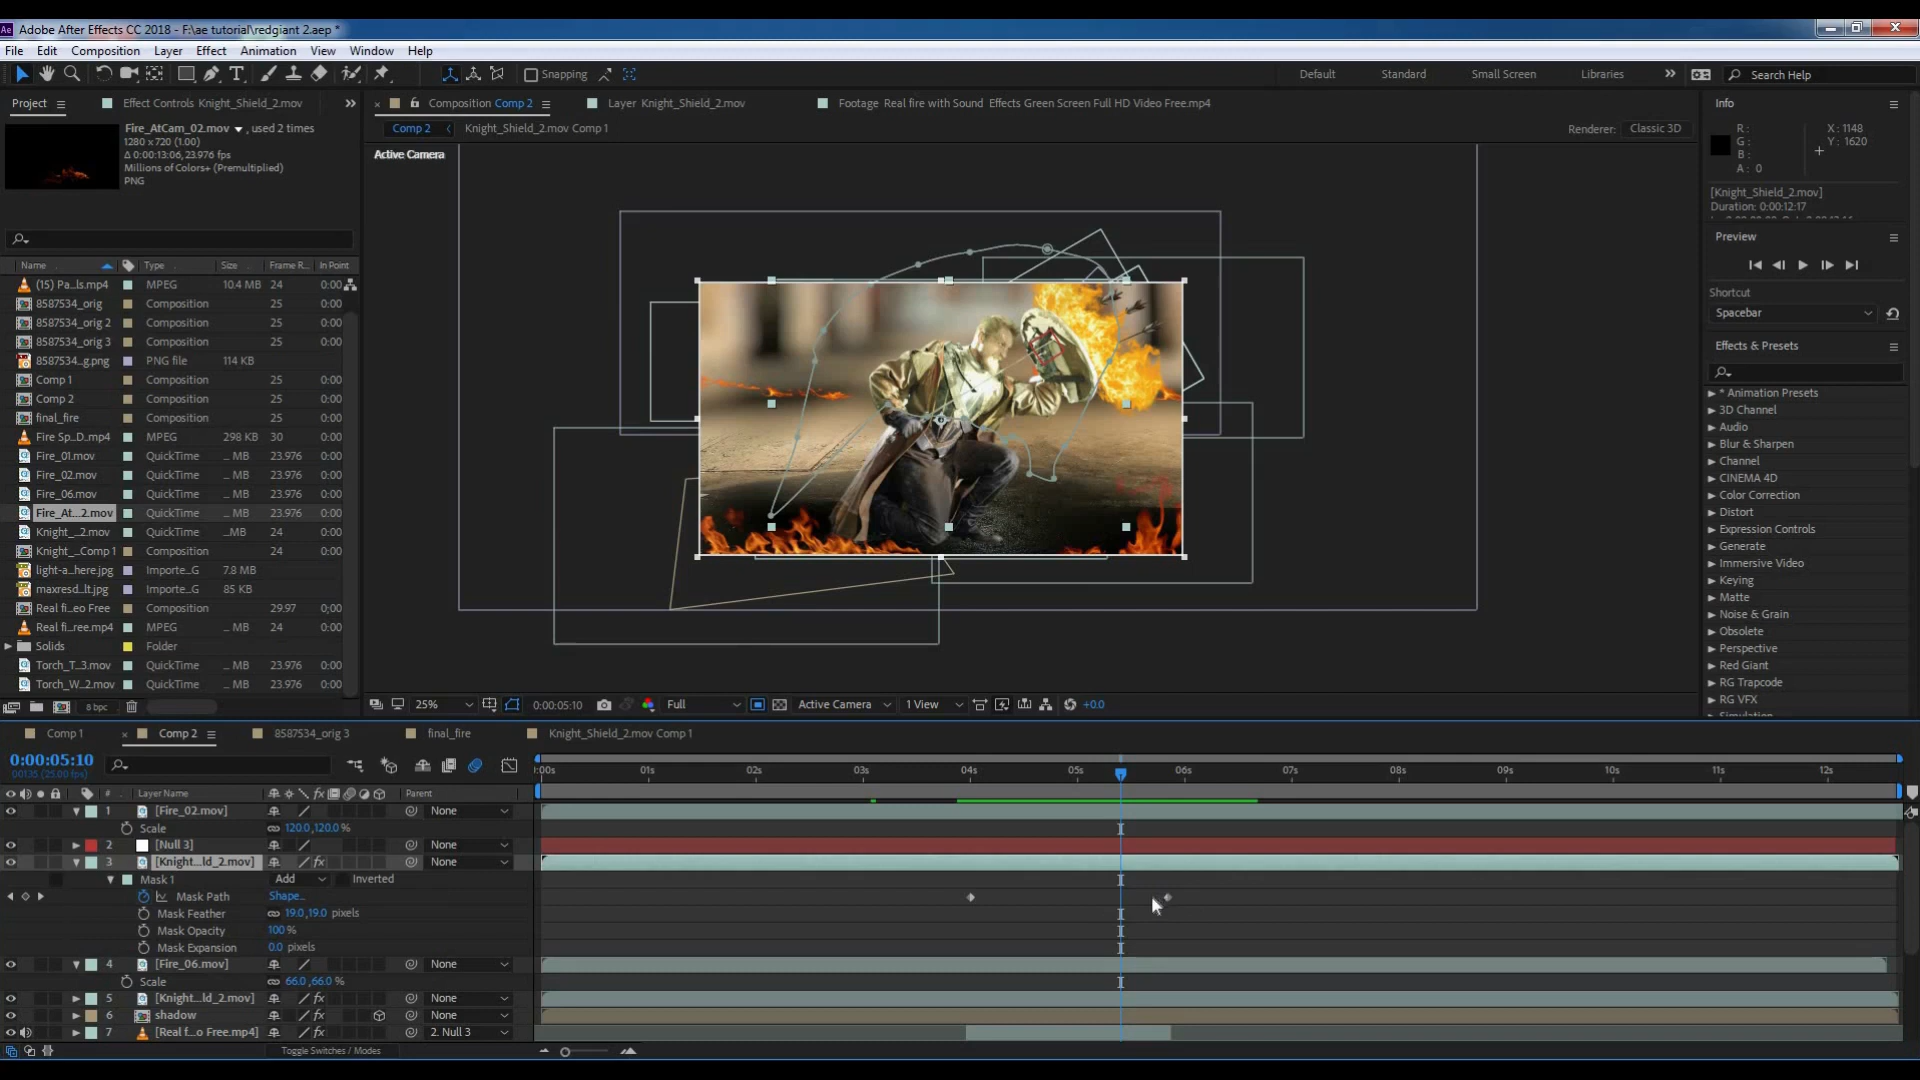 Ae Adobe After Effects CC 2018 - F:\ae tutorial\redgiant 2.aep *
File Edit Composition Layer Effect Animation View Window Help
Snapping Default Standard Small Screen Libraries Search Help
Project Effect Controls Knight_Shield_2.mov
Composition Comp 2 Layer Knight_Shield_2.mov Footage Real fire with Sound Effects Green Screen Full HD Video Free.mp4
Comp 2 Knight_Shield_2.mov Comp 1 Renderer: Classic 3D
Active Camera
Fire_AtCam_02.mov , used 2 times
1280 x 720 (1.00)
Δ 0:00:13:06, 23.976 fps
Millions of Colors+ (Premultiplied)
PNG
Name Type Size Frame R... In Point
(15) Pa...ls.mp4 MPEG 10.4 MB 24 0:00
8587534_orig Composition 25 0:00
8587534_orig 2 Composition 25 0:00
8587534_orig 3 Composition 25 0:00
8587534...g.png PNG file 114 KB
Comp 1 Composition 25 0:00
Comp 2 Composition 25 0:00
final_fire Composition 25 0:00
Fire Sp...D.mp4 MPEG 298 KB 30 0:00
Fire_01.mov QuickTime ... MB 23.976 0:00
Fire_02.mov QuickTime ... MB 23.976 0:00
Fire_06.mov QuickTime ... MB 23.976 0:00
Fire_At...2.mov QuickTime ... MB 23.976 0:00
Knight_...2.mov QuickTime ...MB 24 0:00
Knight_...Comp 1 Composition 24 0:00
light-a...here.jpg Importe...G 7.8 MB
maxresd...lt.jpg Importe...G 85 KB
Real fi...eo Free Composition 29.97 0;00
Real fi...ree.mp4 MPEG ... MB 24 0:00
Solids Folder
Torch_T...3.mov QuickTime ... MB 23.976 0:00
Torch_W...2.mov QuickTime ... MB 23.976 0:00
8 bpc
25% 0:00:05:10 Full Active Camera 1 View +0.0
Info
R: X: 1148
G: Y: 1620
B:
A: 0
[Knight_Shield_2.mov]
Duration: 0:00:12:17
Preview
Shortcut
Spacebar
Effects & Presets
* Animation Presets
3D Channel
Audio
Blur & Sharpen
Channel
CINEMA 4D
Color Correction
Distort
Expression Controls
Generate
Immersive Video
Keying
Matte
Noise & Grain
Obsolete
Perspective
Red Giant
RG Trapcode
RG VFX
Simulation
Comp 1 Comp 2 8587534_orig 3 final_fire Knight_Shield_2.mov Comp 1
0:00:05:10
00135 (25.00 fps)
:00s 01s 02s 03s 04s 05s 06s 07s 08s 09s 10s 11s 12s
# Layer Name Parent
1 [Fire_02.mov] None
Scale 120.0,120.0%
2 [Null 3] None
3 [Knight...ld_2.mov] None
Mask 1 Add Inverted
Mask Path Shape...
Mask Feather 19.0,19.0 pixels
Mask Opacity 100%
Mask Expansion 0.0 pixels
4 [Fire_06.mov] None
Scale 66.0,66.0%
5 [Knight...ld_2.mov] None
6 shadow None
7 [Real f...o Free.mp4] 2. Null 3
Toggle Switches / Modes